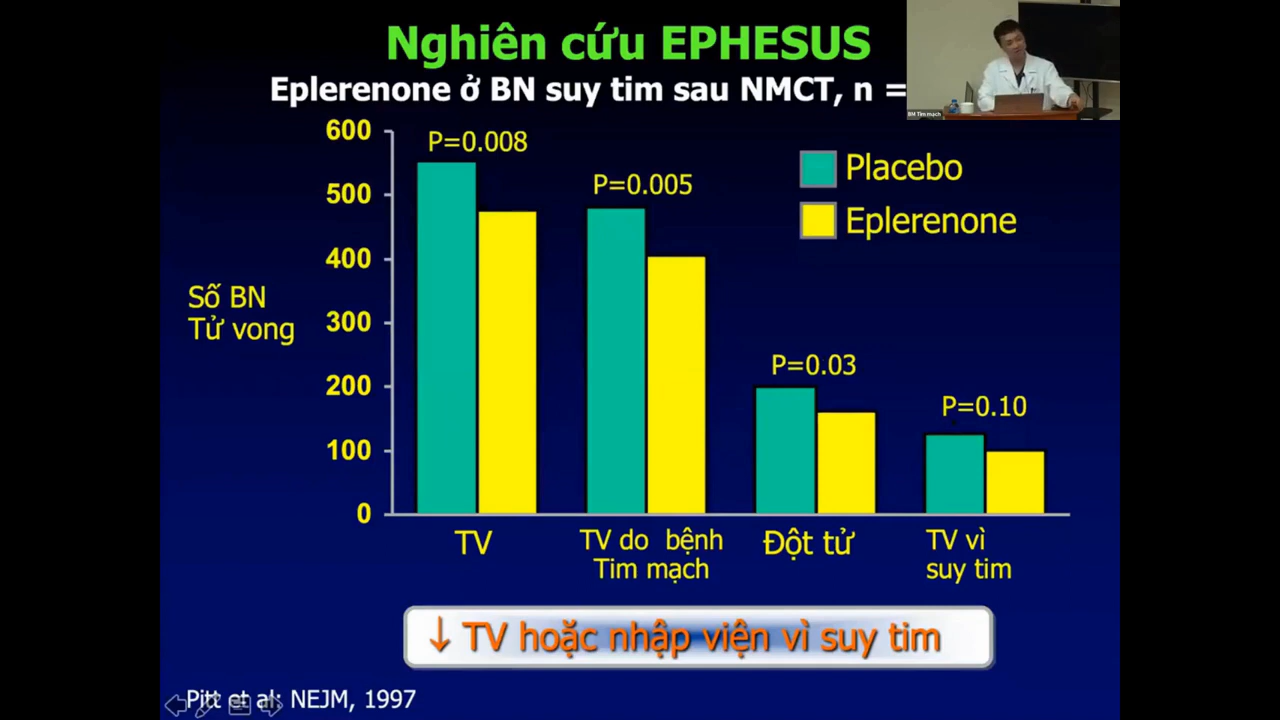 Nghiên cứu EPHESUS
Eplerenone ở BN suy tim sau NMCT, n =
BM Tim mạch
600
500
400
300
200
100
0
Số BN
Tử vong
P=0.008
P=0.005
P=0.03
P=0.10
Placebo
Eplerenone
TV
TV do bệnh
Tim mạch
Đột tử
TV vì
suy tim
↓ TV hoặc nhập viện vì suy tim
Pitt et al: NEJM, 1997